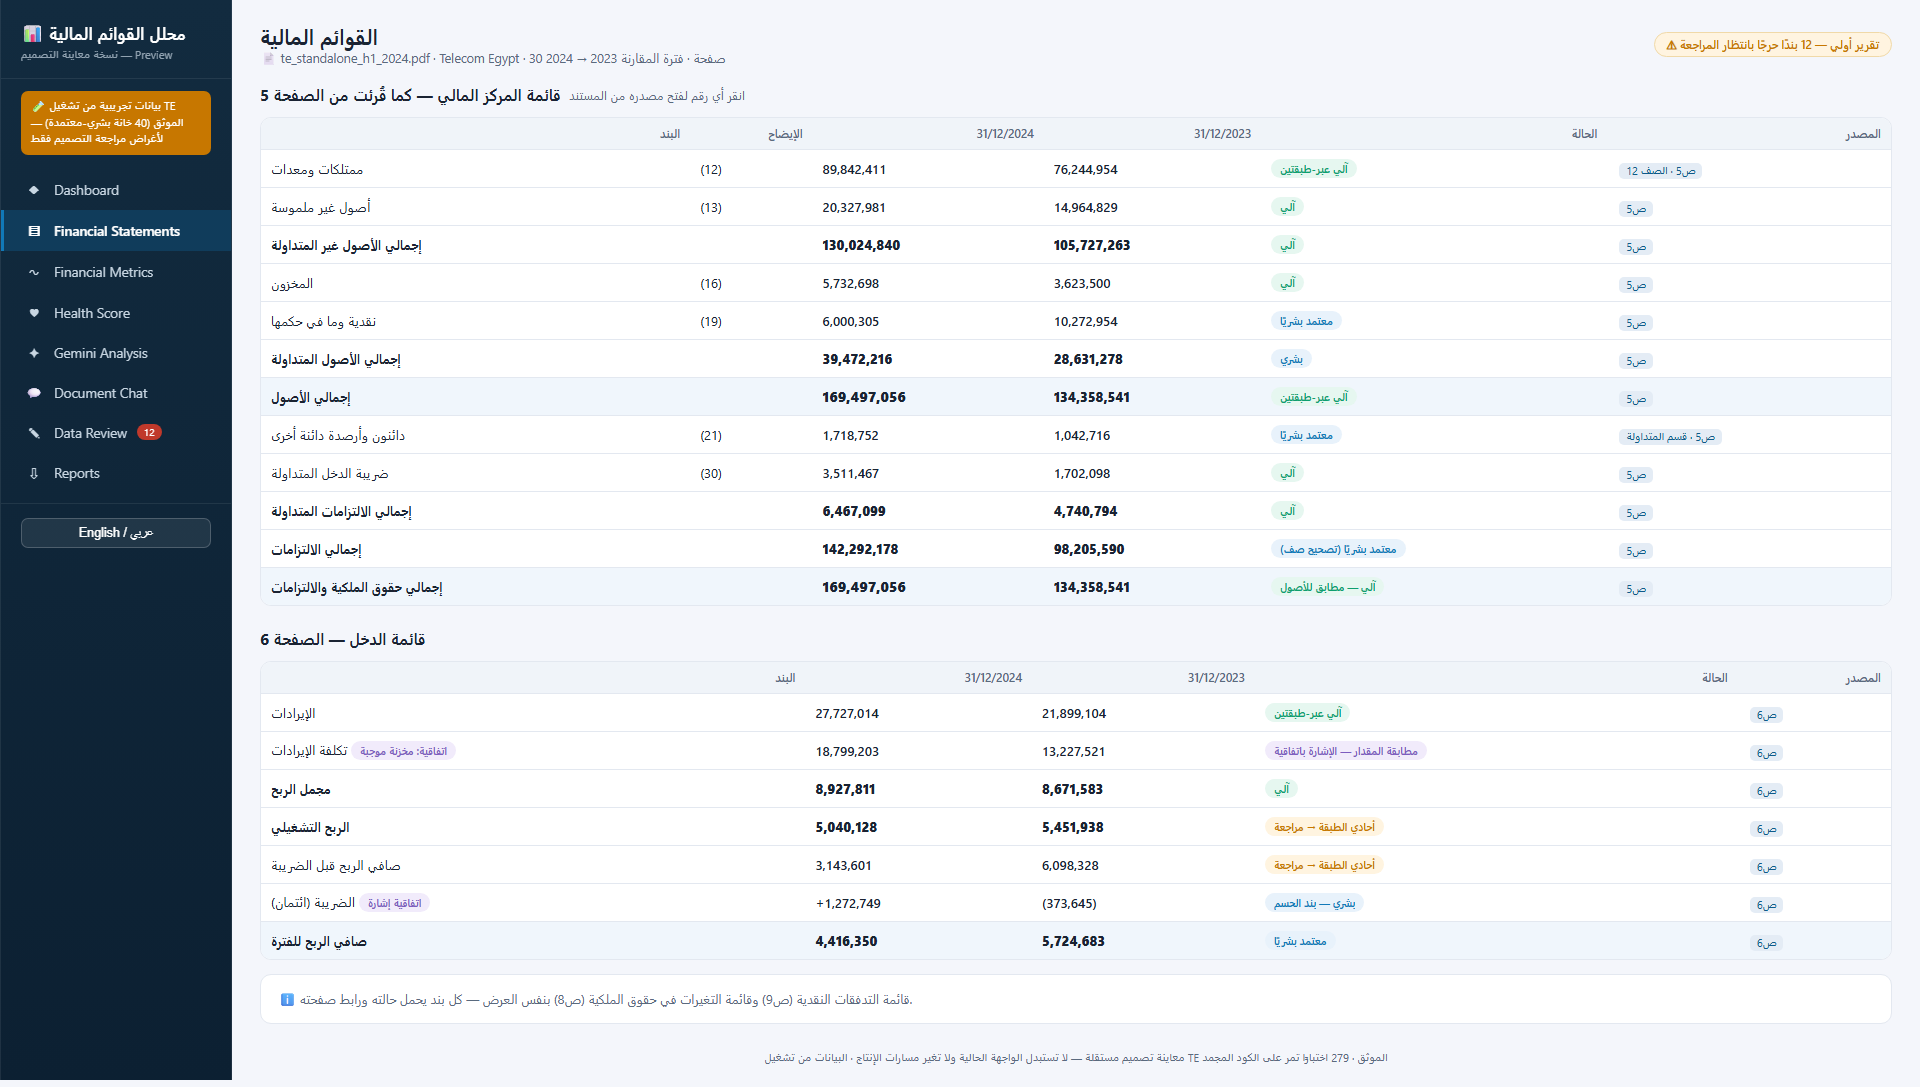 محلل القوائم المالية
نسخة معاينة التصميم — Preview
بيانات تجريبية من تشغيل TE
الموثق (40 خانة بشري-معتمدة) —
لأغراض مراجعة التصميم فقط
Dashboard
Financial Statements
Financial Metrics
Health Score
Gemini Analysis
Document Chat
Data Review 12
Reports
English / عربي
القوائم المالية
te_standalone_h1_2024.pdf · Telecom Egypt · 30 صفحة · فترة المقارنة 2023 → 2024
تقرير أولي — 12 بندًا حرجًا بانتظار المراجعة ⚠
قائمة المركز المالي — كما قُرئت من الصفحة 5 انقر أي رقم لفتح مصدره من المستند
البند الإيضاح 31/12/2024 31/12/2023 الحالة المصدر
ممتلكات ومعدات (12) 89,842,411 76,244,954 آلي عبر-طبقتين ص5 · الصف 12
أصول غير ملموسة (13) 20,327,981 14,964,829 آلي ص5
إجمالي الأصول غير المتداولة 130,024,840 105,727,263 آلي ص5
المخزون (16) 5,732,698 3,623,500 آلي ص5
نقدية وما في حكمها (19) 6,000,305 10,272,954 معتمد بشريًا ص5
إجمالي الأصول المتداولة 39,472,216 28,631,278 بشري ص5
إجمالي الأصول 169,497,056 134,358,541 آلي عبر-طبقتين ص5
دائنون وأرصدة دائنة أخرى (21) 1,718,752 1,042,716 معتمد بشريًا ص5 · قسم المتداولة
ضريبة الدخل المتداولة (30) 3,511,467 1,702,098 آلي ص5
إجمالي الالتزامات المتداولة 6,467,099 4,740,794 آلي ص5
إجمالي الالتزامات 142,292,178 98,205,590 معتمد بشريًا (تصحيح صف) ص5
إجمالي حقوق الملكية والالتزامات 169,497,056 134,358,541 آلي — مطابق للأصول ص5
قائمة الدخل — الصفحة 6
البند 31/12/2024 31/12/2023 الحالة المصدر
الإيرادات 27,727,014 21,899,104 آلي عبر-طبقتين ص6
تكلفة الإيرادات اتفاقية: مخزنة موجبة 18,799,203 13,227,521 مطابقة المقدار — الإشارة باتفاقية ص6
مجمل الربح 8,927,811 8,671,583 آلي ص6
الربح التشغيلي 5,040,128 5,451,938 أحادي الطبقة → مراجعة ص6
صافي الربح قبل الضريبة 3,143,601 6,098,328 أحادي الطبقة → مراجعة ص6
الضريبة (ائتمان) اتفاقية إشارة +1,272,749 (373,645) بشري — بند الحسم ص6
صافي الربح للفترة 4,416,350 5,724,683 معتمد بشريًا ص6
قائمة التدفقات النقدية (ص9) وقائمة التغيرات في حقوق الملكية (ص8) بنفس العرض — كل بند يحمل حالته ورابط صفحته.
معاينة تصميم مستقلة — لا تستبدل الواجهة الحالية ولا تغير مسارات الإنتاج · البيانات من تشغيل TE الموثق · 279 اختبارًا تمر على الكود المجمد